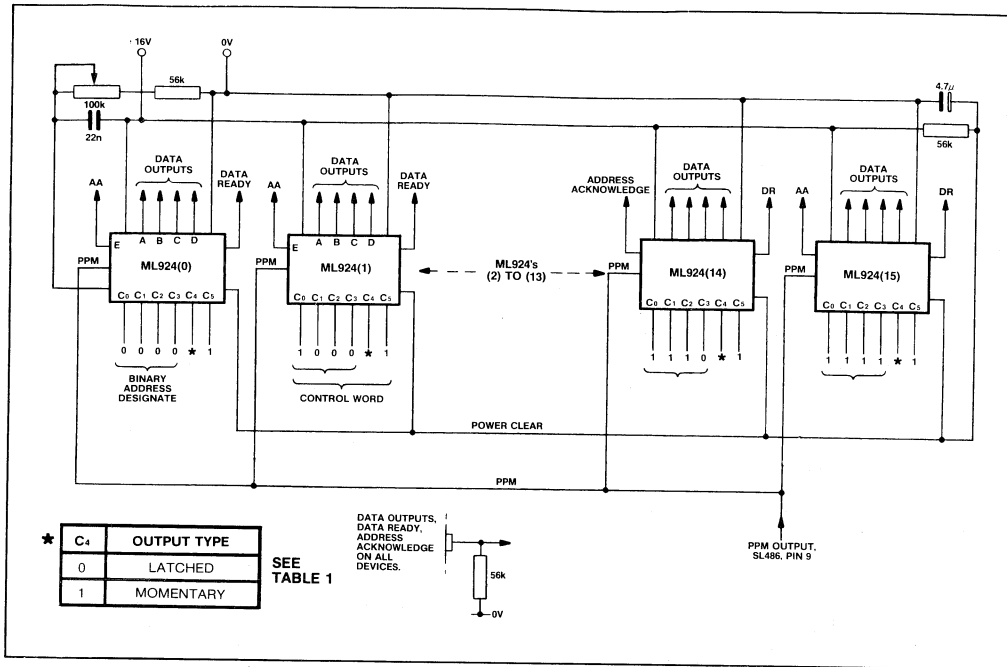 16V
0V
56k
100k
22n
4.7μ
56k
DATA
OUTPUTS
AA
DATA
READY
E A B C D
PPM
ML924(0)
C0 C1 C2 C3 C4 C5
0 0 0 0 * 1
BINARY
ADDRESS
DESIGNATE
DATA
OUTPUTS
AA
DATA
READY
E A B C D
ML924(1)
C0 C1 C2 C3 C4 C5
1 0 0 0 * 1
CONTROL WORD
ML924's
(2) TO (13)
ADDRESS
ACKNOWLEDGE
DATA
OUTPUTS
DR
PPM
ML924(14)
C0 C1 C2 C3 C4 C5
1 1 1 0 * 1
DATA
OUTPUTS
AA
DR
PPM
ML924(15)
C0 C1 C2 C3 C4 C5
1 1 1 1 * 1
POWER CLEAR
PPM
PPM OUTPUT,
SL486, PIN 9
* C4 OUTPUT TYPE
0 LATCHED
1 MOMENTARY
SEE
TABLE 1
DATA OUTPUTS,
DATA READY,
ADDRESS
ACKNOWLEDGE
ON ALL
DEVICES.
56k
0V